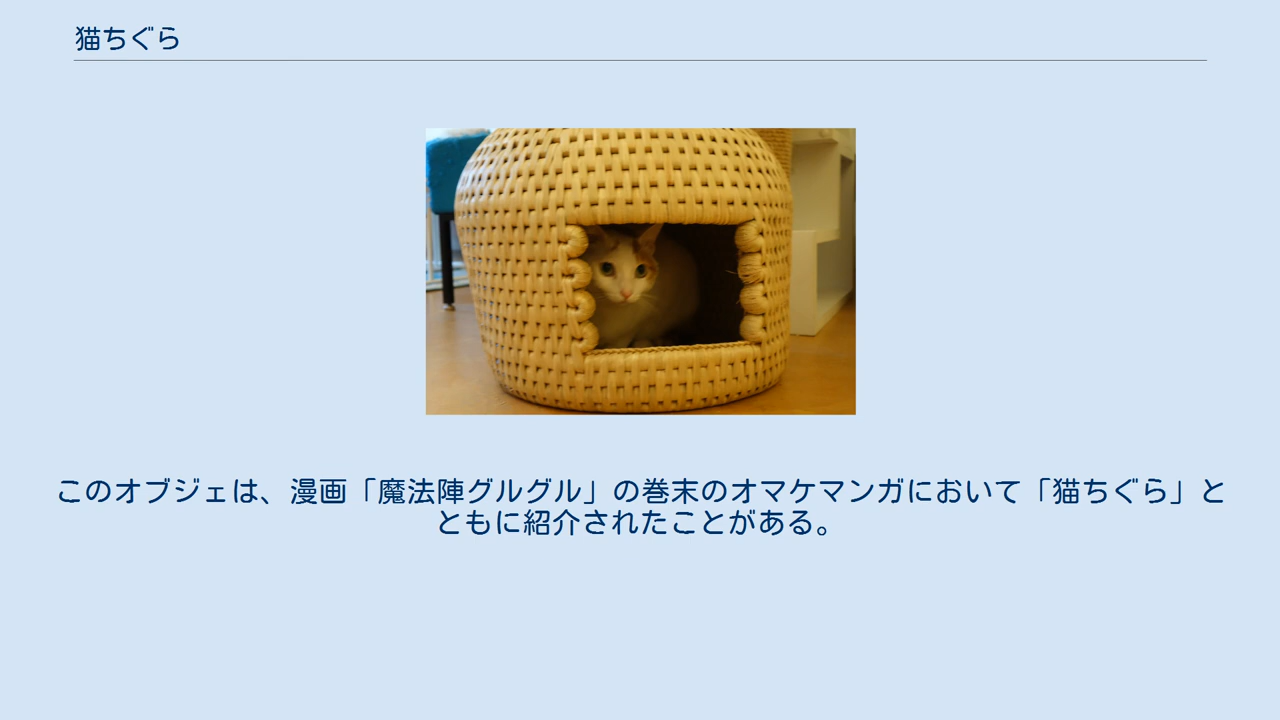 猫ちぐら
このオブジェは、漫画「魔法陣グルグル」の巻末のオマケマンガにおいて「猫ちぐら」と
ともに紹介されたことがある。